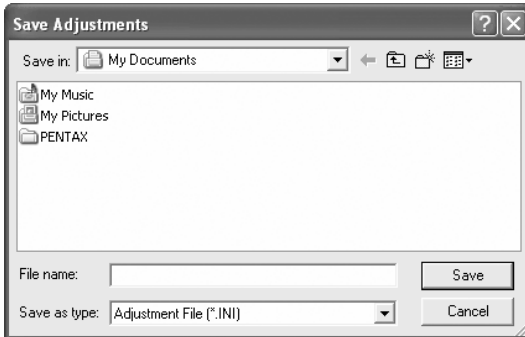 Save Adjustments
Save in: My Documents
My Music
My Pictures
PENTAX
File name:
Save
Save as type: Adjustment File (*.INI)
Cancel